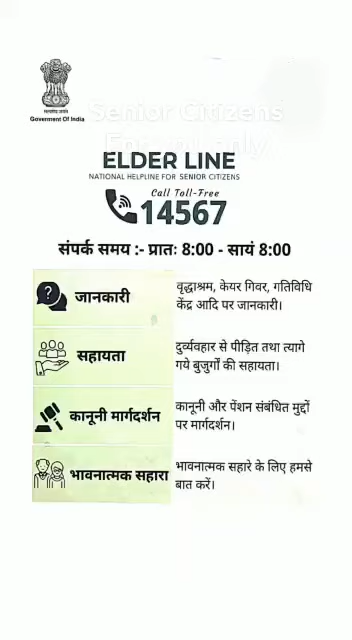 सत्यमेव जयते
Goverment Of India
Senior Citizens
ELDER LINE
NATIONAL HELPLINE FOR SENIOR CITIZENS
Call Toll-Free
14567
संपर्क समय :- प्रातः 8:00 - सायं 8:00
जानकारी
वृद्धाश्रम, केयर गिवर, गतिविधि
केंद्र आदि पर जानकारी।
सहायता
दुर्व्यवहार से पीड़ित तथा त्यागे
गये बुजुर्गों की सहायता।
कानूनी मार्गदर्शन
कानूनी और पेंशन संबंधित मुद्दों
पर मार्गदर्शन।
भावनात्मक सहारा
भावनात्मक सहारे के लिए हमसे
बात करें।